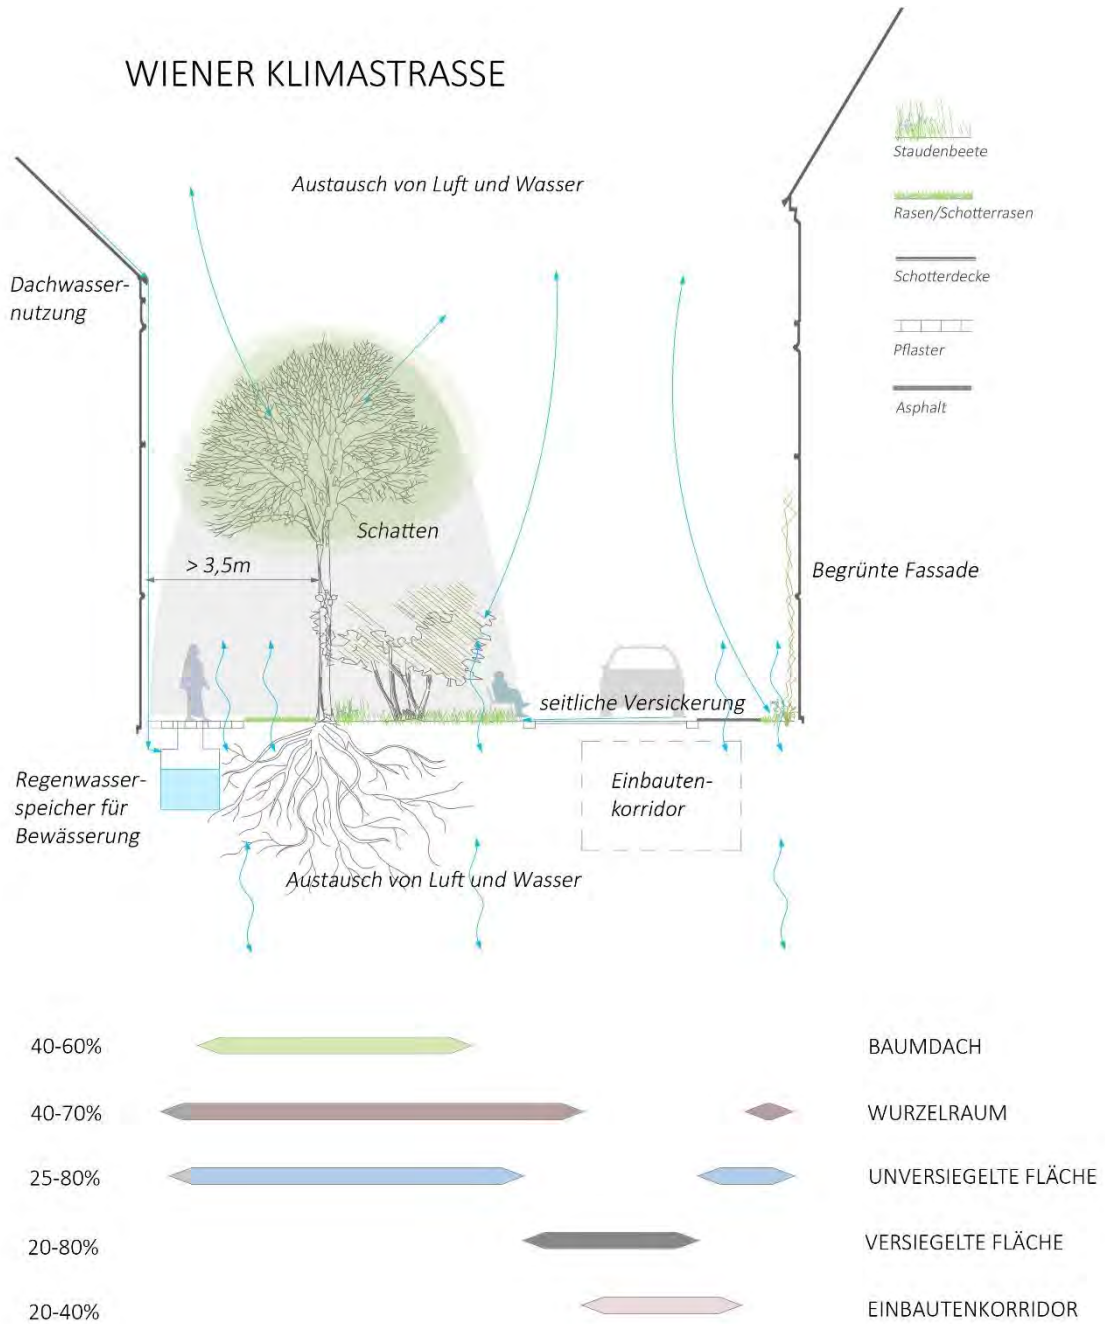 WIENER KLIMASTRASSE
Staudenbeete
Austausch von Luft und Wasser
Rasen/Schotterrasen
Dachwasser-
nutzung
Schotterdecke
Pflaster
Asphalt
Schatten
> 3,5m
Begrünte Fassade
seitliche Versickerung
Regenwasser-
speicher für
Bewässerung
Einbauten-
korridor
Austausch von Luft und Wasser
40-60% BAUMDACH
40-70% WURZELRAUM
25-80% UNVERSIEGELTE FLÄCHE
20-80% VERSIEGELTE FLÄCHE
20-40% EINBAUTENKORRIDOR